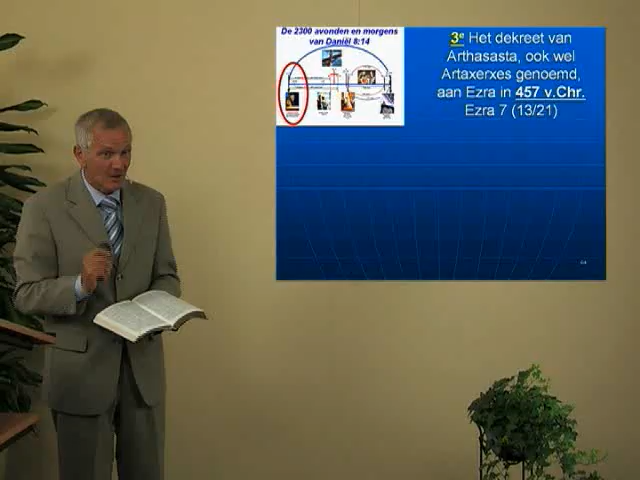 De 2300 avonden en morgens
van Daniël 8:14
3e Het dekreet van
Arthasasta, ook wel
Artaxerxes genoemd,
aan Ezra in 457 v.Chr.
Ezra 7 (13/21)